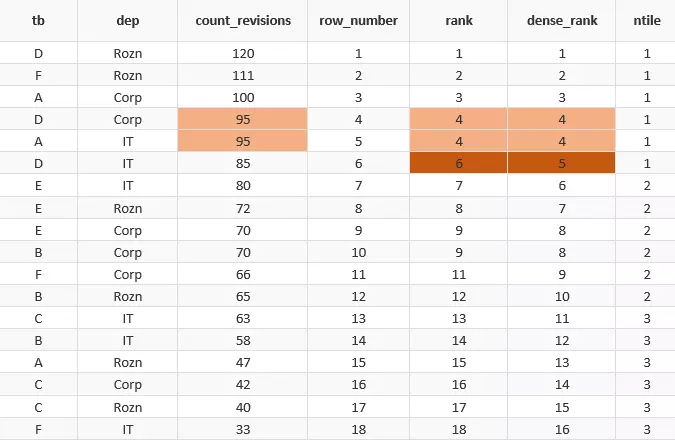 tb dep count_revisions row_number rank dense_rank ntile
D Rozn 120 1 1 1 1
F Rozn 111 2 2 2 1
A Corp 100 3 3 3 1
D Corp 95 4 4 4 1
A IT 95 5 4 4 1
D IT 85 6 6 5 1
E IT 80 7 7 6 2
E Rozn 72 8 8 7 2
E Corp 70 9 9 8 2
B Corp 70 10 9 8 2
F Corp 66 11 11 9 2
B Rozn 65 12 12 10 2
C IT 63 13 13 11 3
B IT 58 14 14 12 3
A Rozn 47 15 15 13 3
C Corp 42 16 16 14 3
C Rozn 40 17 17 15 3
F IT 33 18 18 16 3